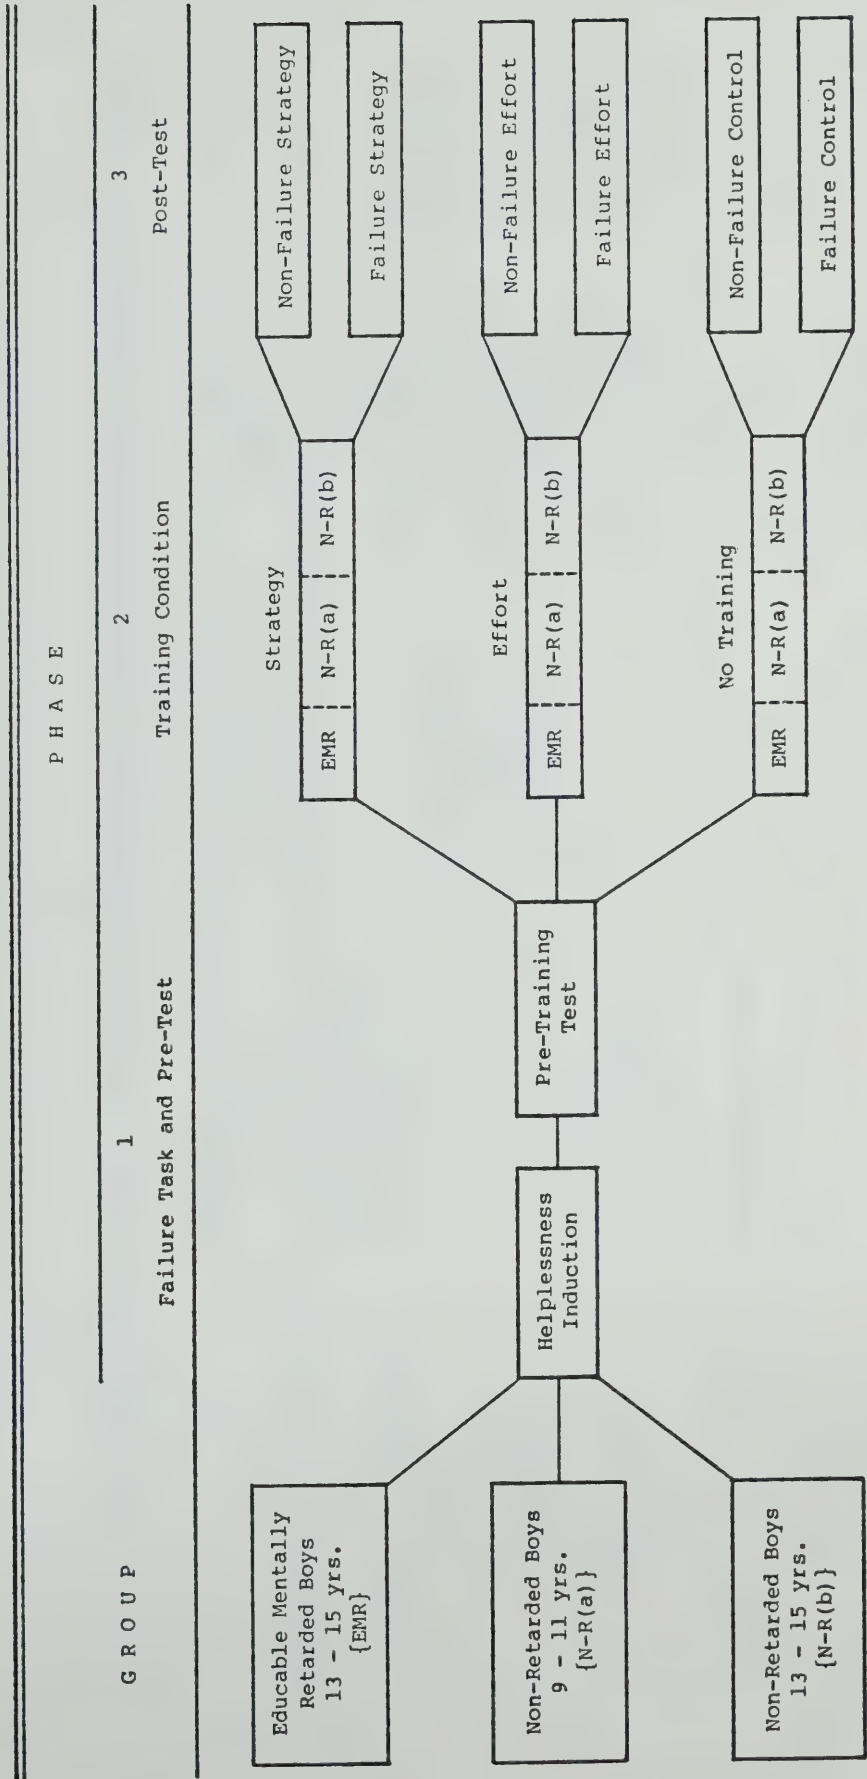 P H A S E
G R O U P
1
2
3
Failure Task and Pre-Test
Training Condition
Post-Test
Educable Mentally
Retarded Boys
13 - 15 yrs.
{EMR}
Non-Retarded Boys
9 - 11 yrs.
{N-R(a)}
Non-Retarded Boys
13 - 15 yrs.
{N-R(b)}
Helplessness
Induction
Pre-Training
Test
Strategy
EMR N-R(a) N-R(b)
Effort
EMR N-R(a) N-R(b)
No Training
EMR N-R(a) N-R(b)
Non-Failure Strategy
Failure Strategy
Non-Failure Effort
Failure Effort
Non-Failure Control
Failure Control